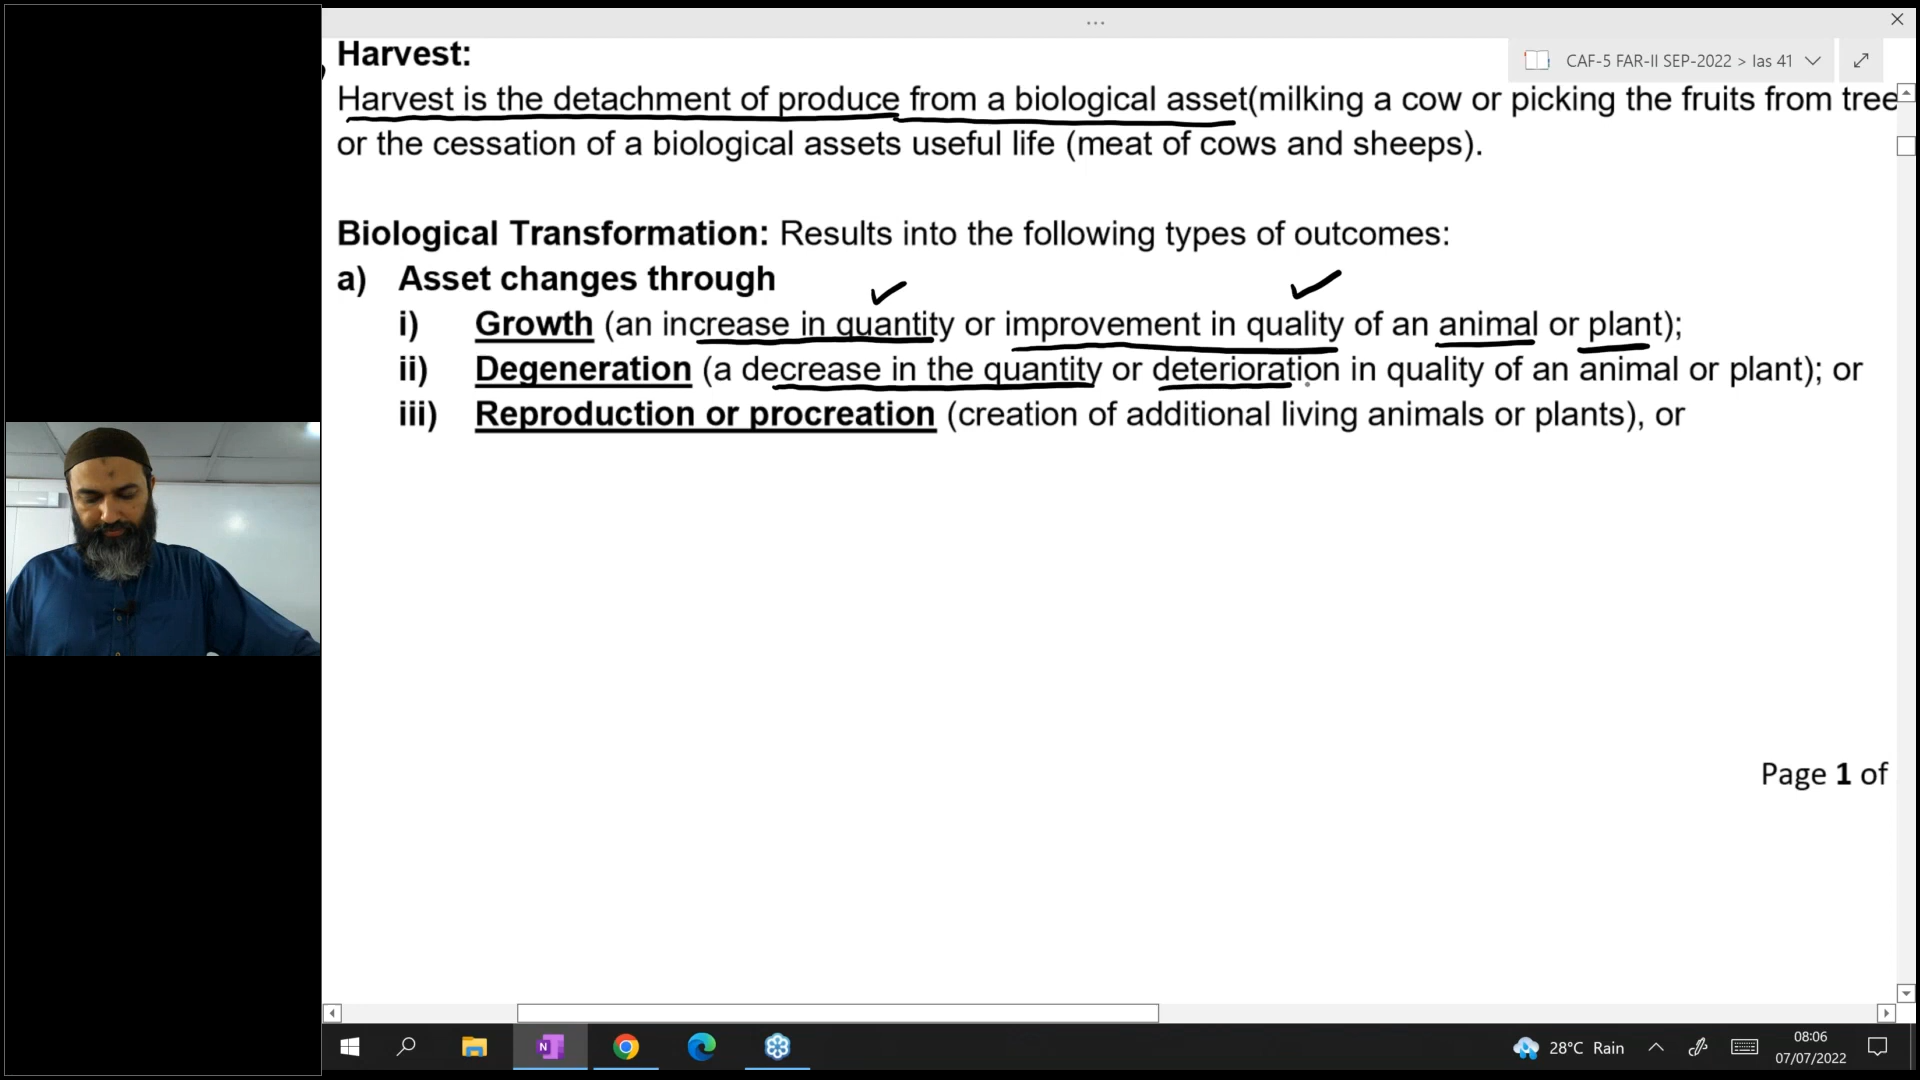 ...
Harvest:
CAF-5 FAR-II SEP-2022 > Ias 41
Harvest is the detachment of produce from a biological asset(milking a cow or picking the fruits from tree
or the cessation of a biological assets useful life (meat of cows and sheeps).
Biological Transformation: Results into the following types of outcomes:
a) Asset changes through
i) Growth (an increase in quantity or improvement in quality of an animal or plant);
ii) Degeneration (a decrease in the quantity or deterioration in quality of an animal or plant); or
iii) Reproduction or procreation (creation of additional living animals or plants), or
Page 1 of
28°C Rain
08:06
07/07/2022